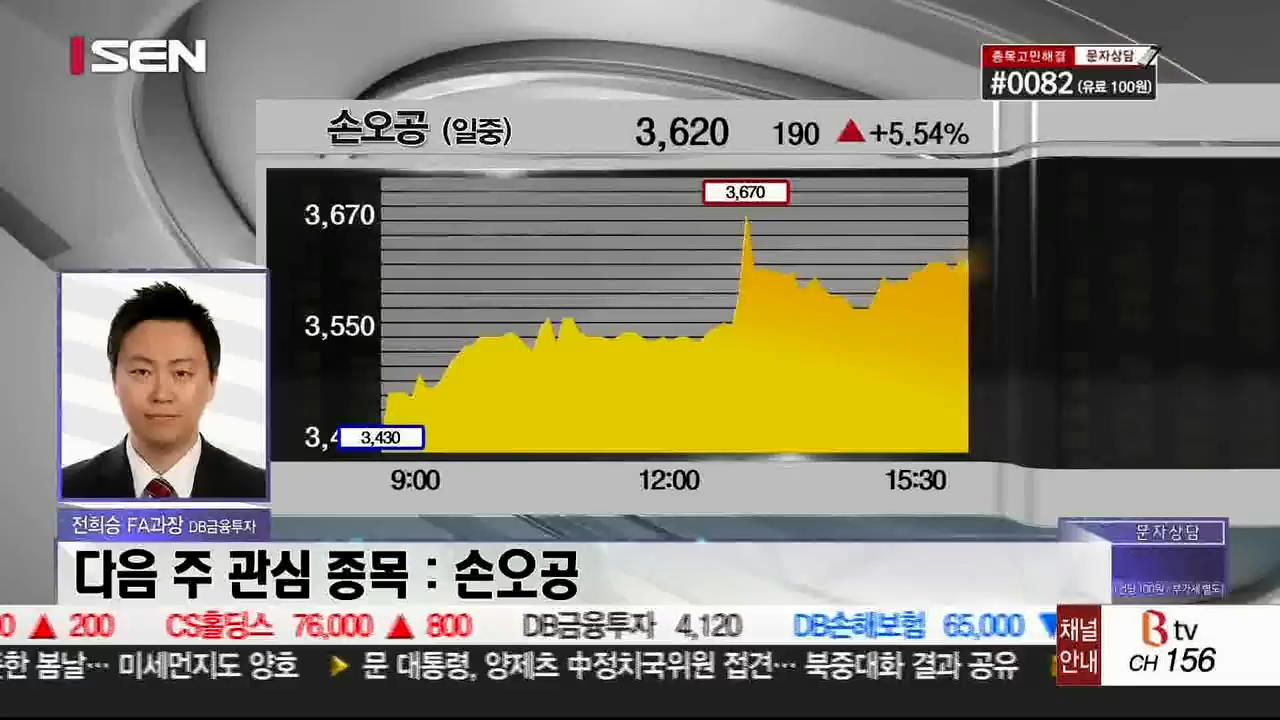 SEN
종목고민해결 문자상담
#0082 (유료 100원)
손오공 (일중) 3,620 190 ▲+5.54%
3,670
3,670
3,550
3,430
9:00 12:00 15:30
전희승 FA과장 DB금융투자
문자상담
다음 주 관심 종목 : 손오공
0 ▲ 200 CS홀딩스 76,000 ▲ 800 DB금융투자 4,120 DB손해보험 65,000 ▼
채널
안내
B tv
CH 156
한 봄날… 미세먼지도 양호 ▶ 문 대통령, 양제츠 中정치국위원 접견… 북중대화 결과 공유